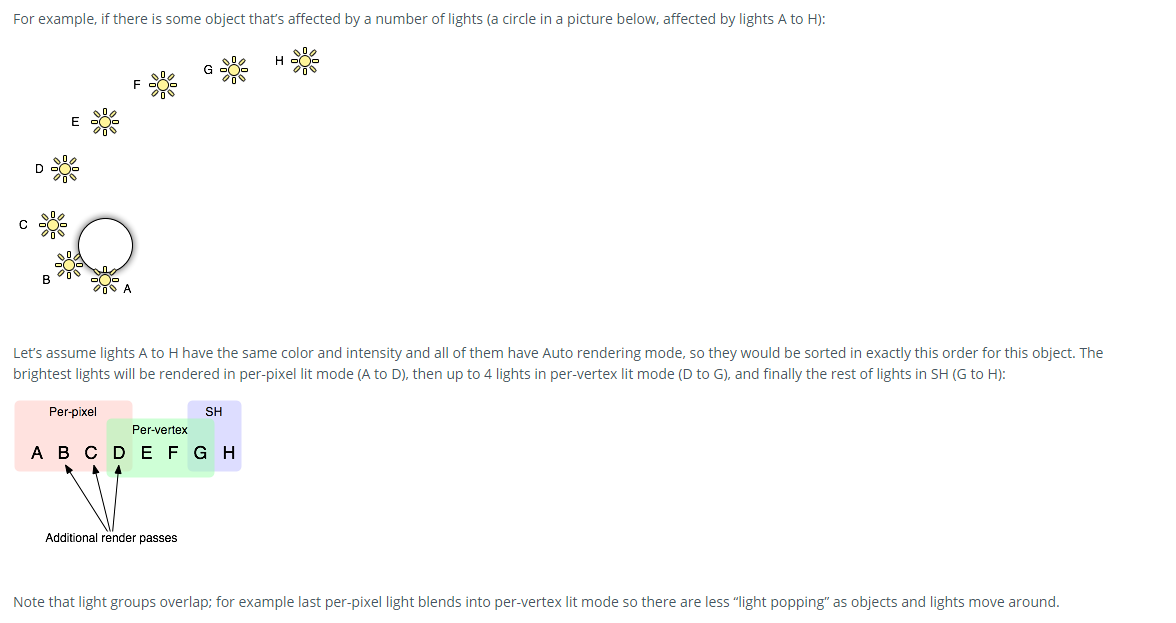 For example, if there is some object that's affected by a number of lights (a circle in a picture below, affected by lights A to H):
H
G
F
E
D
C
B
A
Let's assume lights A to H have the same color and intensity and all of them have Auto rendering mode, so they would be sorted in exactly this order for this object. The
brightest lights will be rendered in per-pixel lit mode (A to D), then up to 4 lights in per-vertex lit mode (D to G), and finally the rest of lights in SH (G to H):
Per-pixel SH
Per-vertex
A B C D E F G H
Additional render passes
Note that light groups overlap; for example last per-pixel light blends into per-vertex lit mode so there are less “light popping” as objects and lights move around.